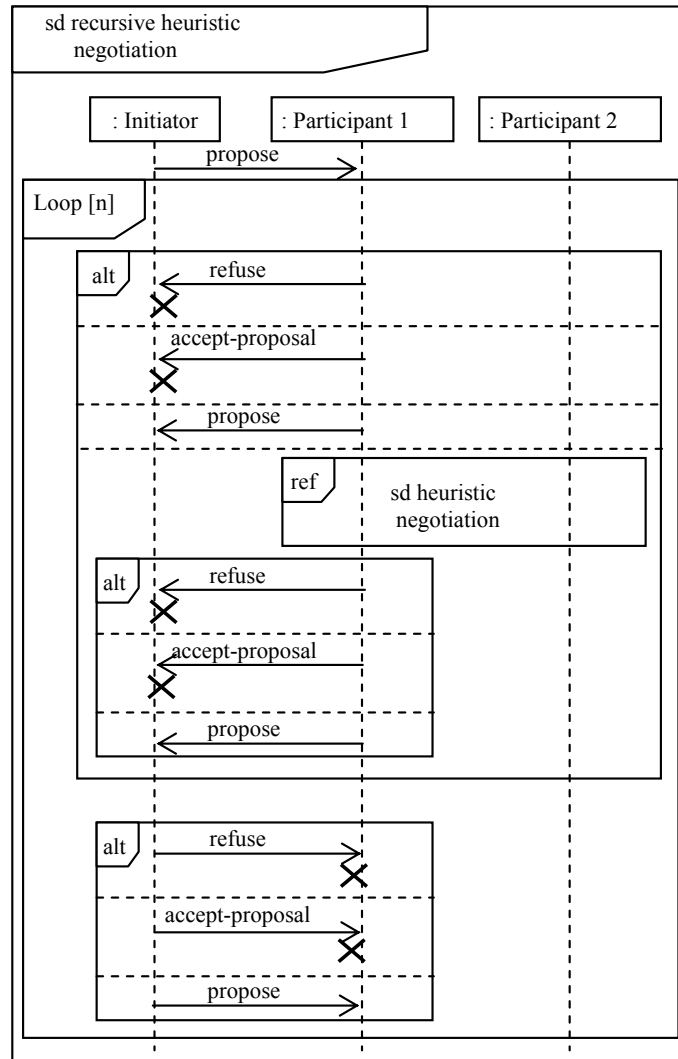 sd recursive heuristic
negotiation
: Initiator
: Participant 1
: Participant 2
propose
Loop [n]
alt
refuse
accept-proposal
propose
ref
sd heuristic
negotiation
alt
refuse
accept-proposal
propose
alt
refuse
accept-proposal
propose